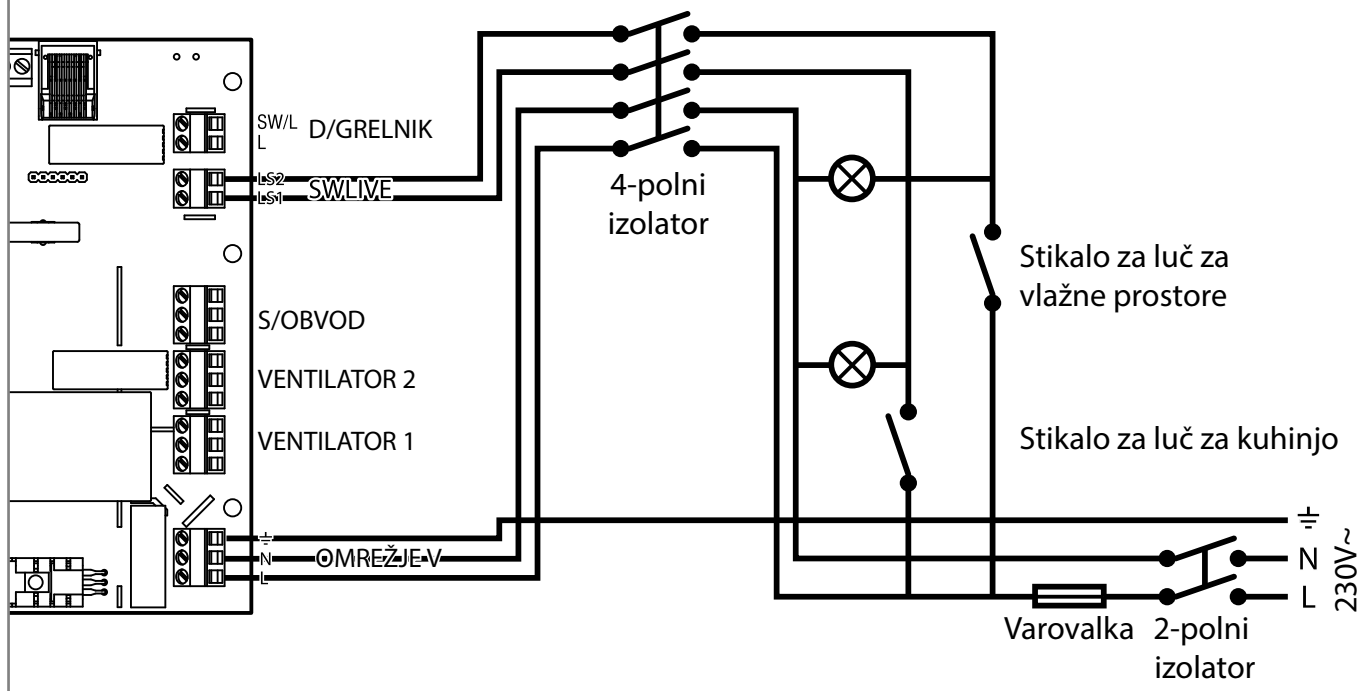 SW/L
L
D/GRELNIK
LS2
LS1
SWLIVE
4-polni
izolator
Stikalo za luč za
vlažne prostore
S/OBVOD
VENTILATOR 2
VENTILATOR 1
Stikalo za luč za kuhinjo
N
L
OMREŽJE V
N
L
230V~
Varovalka
2-polni
izolator